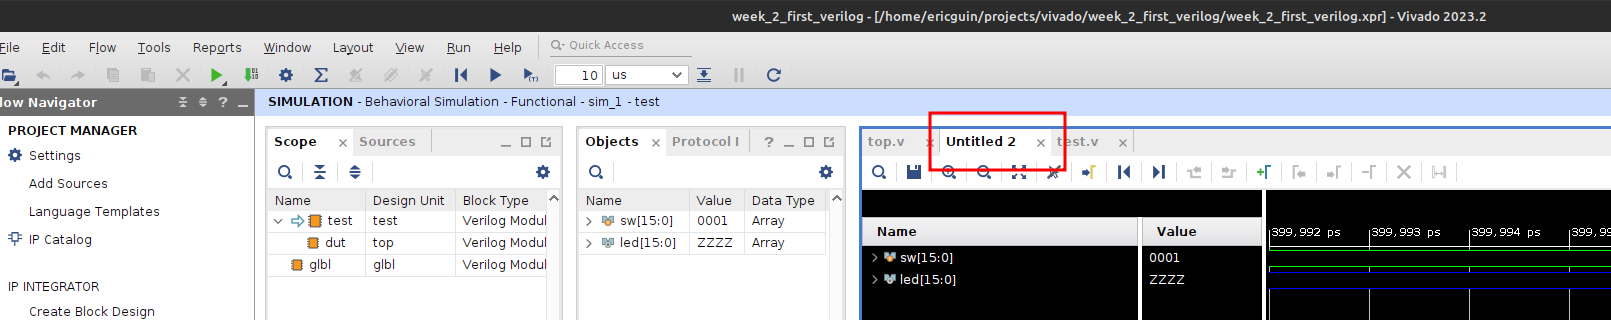 week_2_first_verilog - [/home/ericguin/projects/vivado/week_2_first_verilog/week_2_first_verilog.xpr] - Vivado 2023.2
File Edit Flow Tools Reports Window Layout View Run Help Quick Access
10 us
low Navigator
SIMULATION - Behavioral Simulation - Functional - sim_1 - test
PROJECT MANAGER
Settings
Add Sources
Language Templates
IP Catalog
IP INTEGRATOR
Create Block Design
Scope Sources
Name Design Unit Block Type
test test Verilog Modul
dut top Verilog Modul
glbl glbl Verilog Modul
Objects Protocol I
Name Value Data Type
sw[15:0] 0001 Array
led[15:0] ZZZZ Array
top.v Untitled 2 test.v
Name Value
399,992 ps 399,993 ps 399,994 ps 399,99
sw[15:0] 0001
led[15:0] ZZZZ